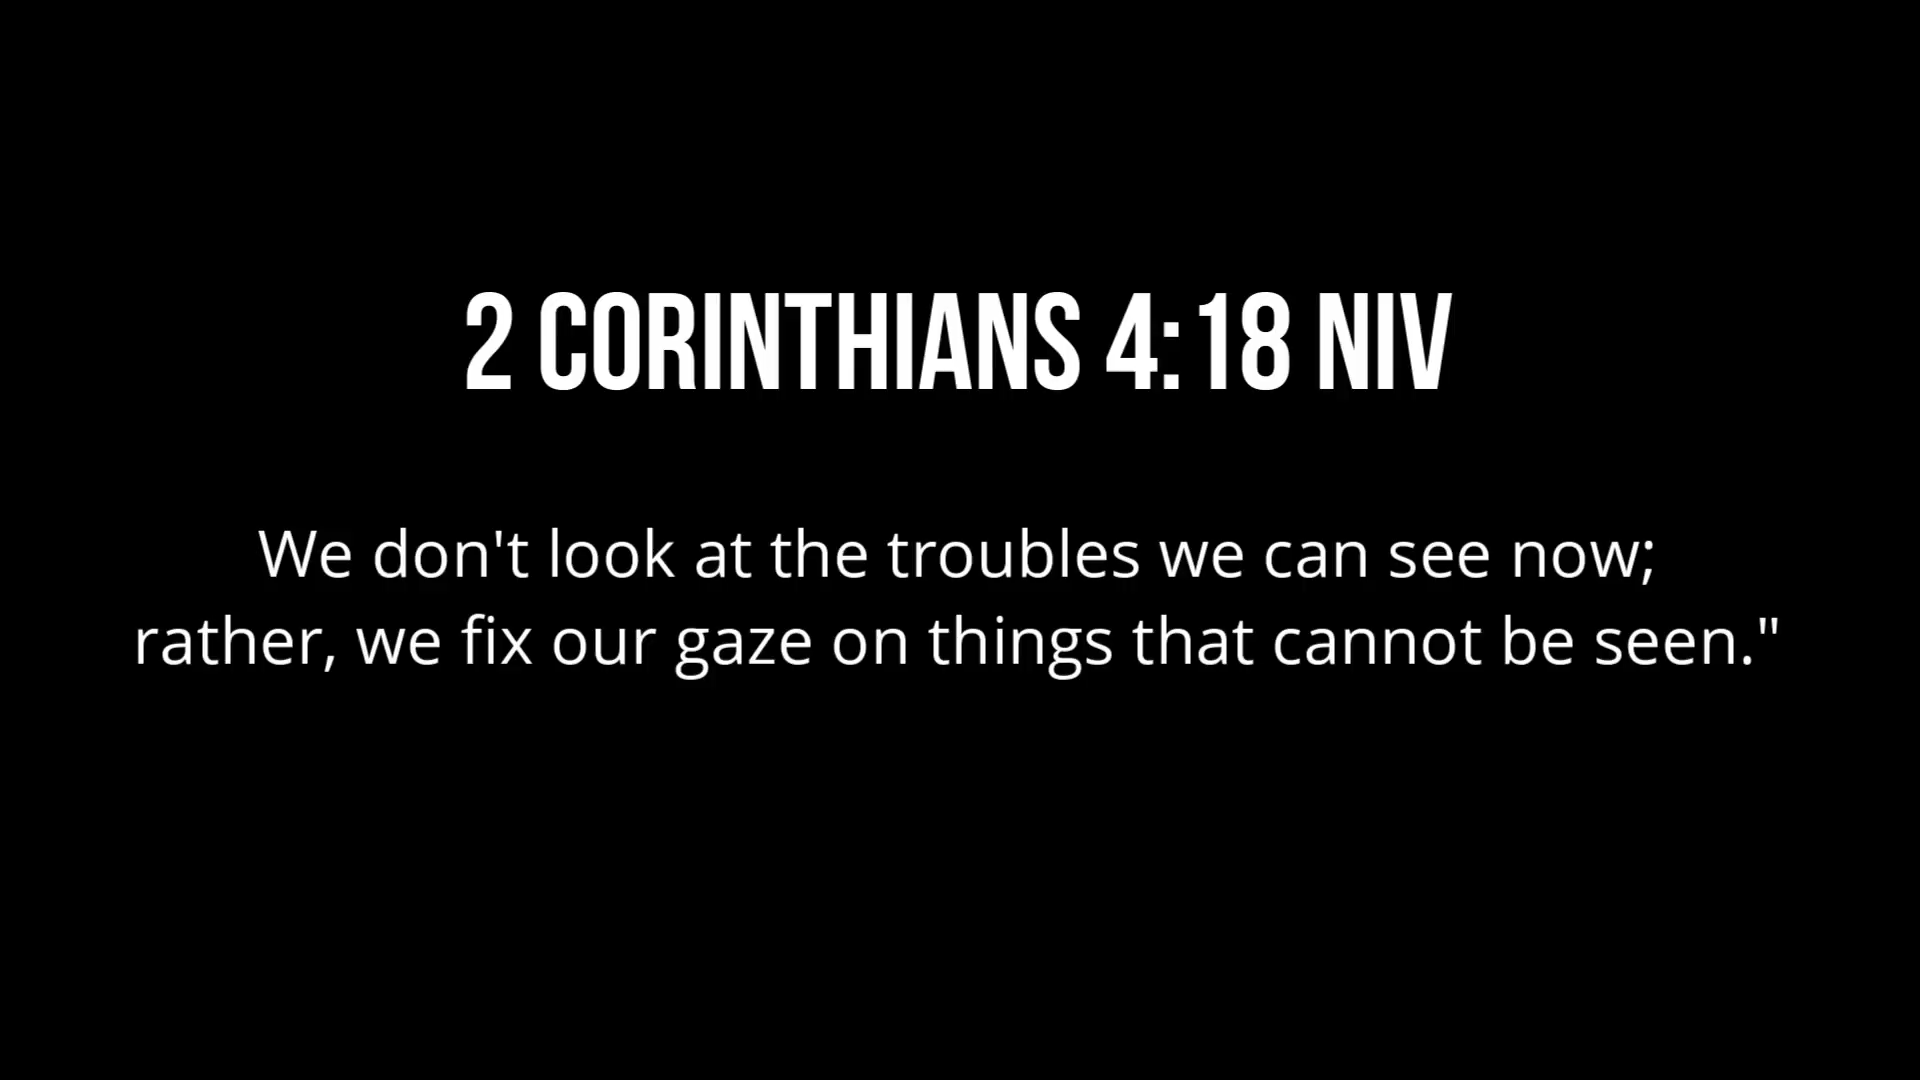 2 CORINTHIANS 4:18 NIV
We don't look at the troubles we can see now;
rather, we fix our gaze on things that cannot be seen."